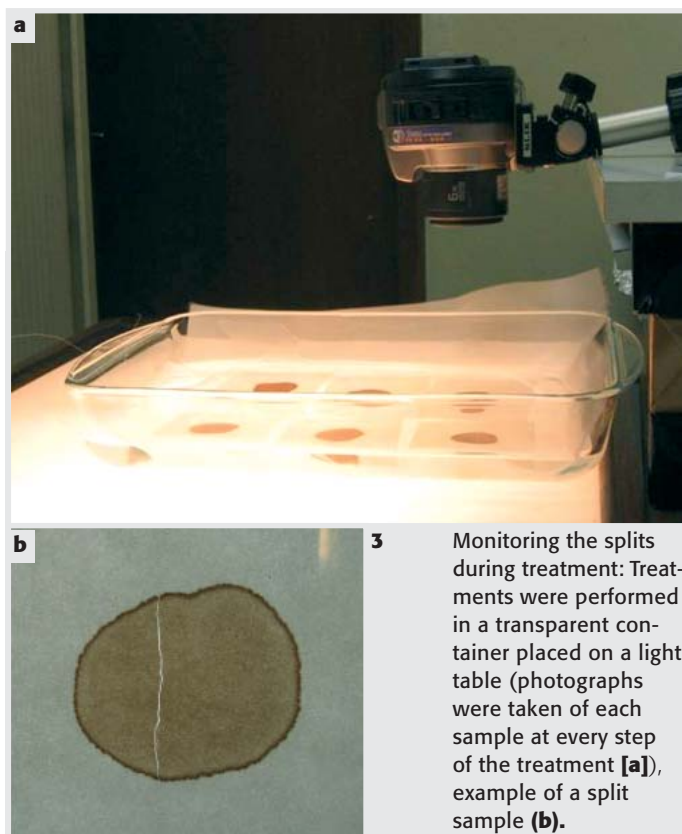 a
b
3
Monitoring the splits
during treatment: Treat-
ments were performed
in a transparent con-
tainer placed on a light
table (photographs
were taken of each
sample at every step
of the treatment [a]),
example of a split
sample (b).